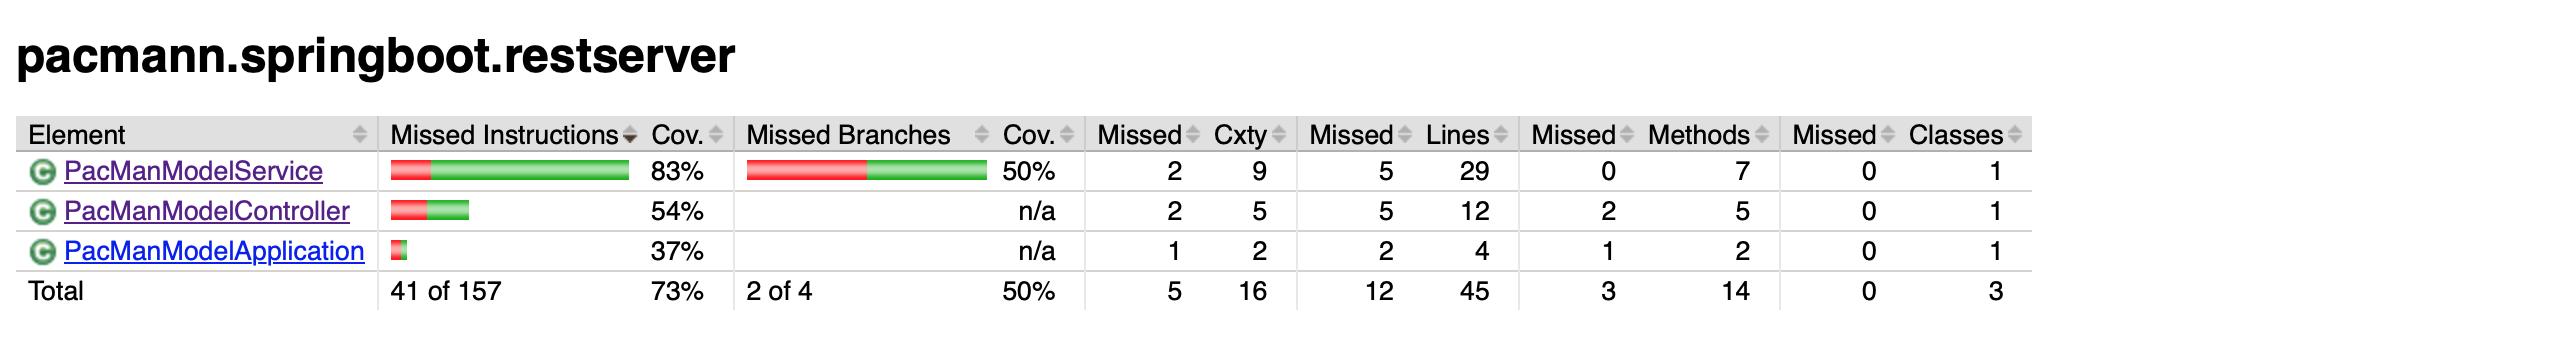 pacmann.springboot.restserver
Element Missed Instructions Cov. Missed Branches Cov. Missed Cxty Missed Lines Missed Methods Missed Classes
C PacManModelService 83% 50% 2 9 5 29 0 7 0 1
C PacManModelController 54% n/a 2 5 5 12 2 5 0 1
C PacManModelApplication 37% n/a 1 2 2 4 1 2 0 1
Total 41 of 157 73% 2 of 4 50% 5 16 12 45 3 14 0 3